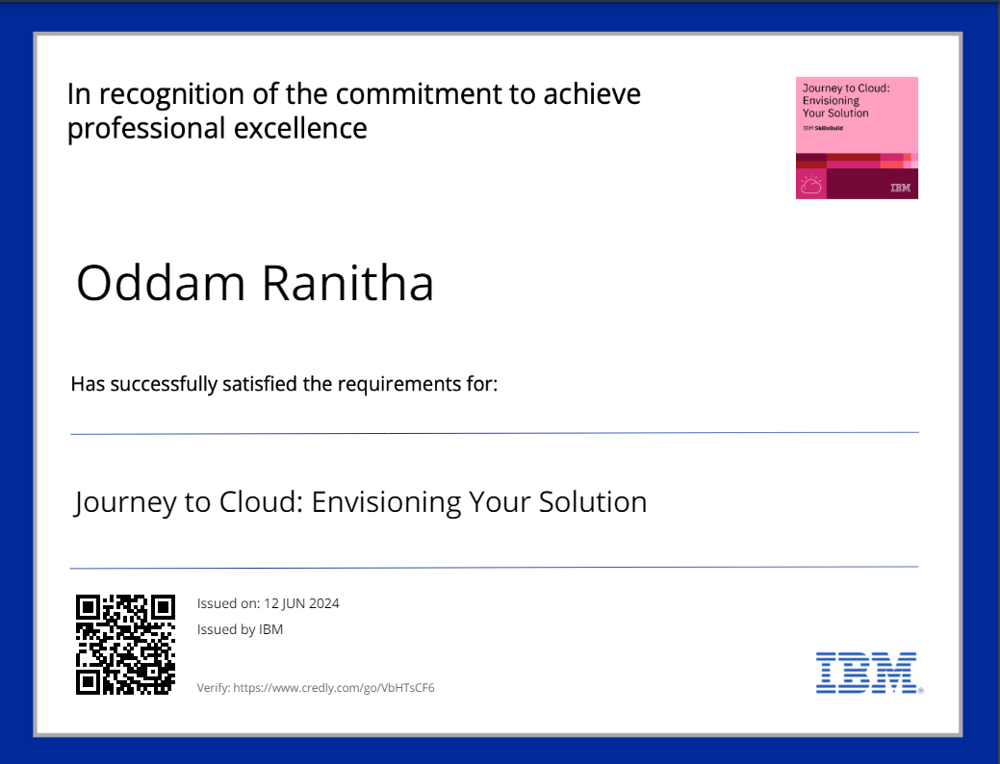 In recognition of the commitment to achieve
professional excellence
Journey to Cloud:
Envisioning
Your Solution
IBM SkillsBuild
IBM
Oddam Ranitha
Has successfully satisfied the requirements for:
Journey to Cloud: Envisioning Your Solution
Issued on: 12 JUN 2024
Issued by IBM
Verify: https://www.credly.com/go/VbHTsCF6
IBM®